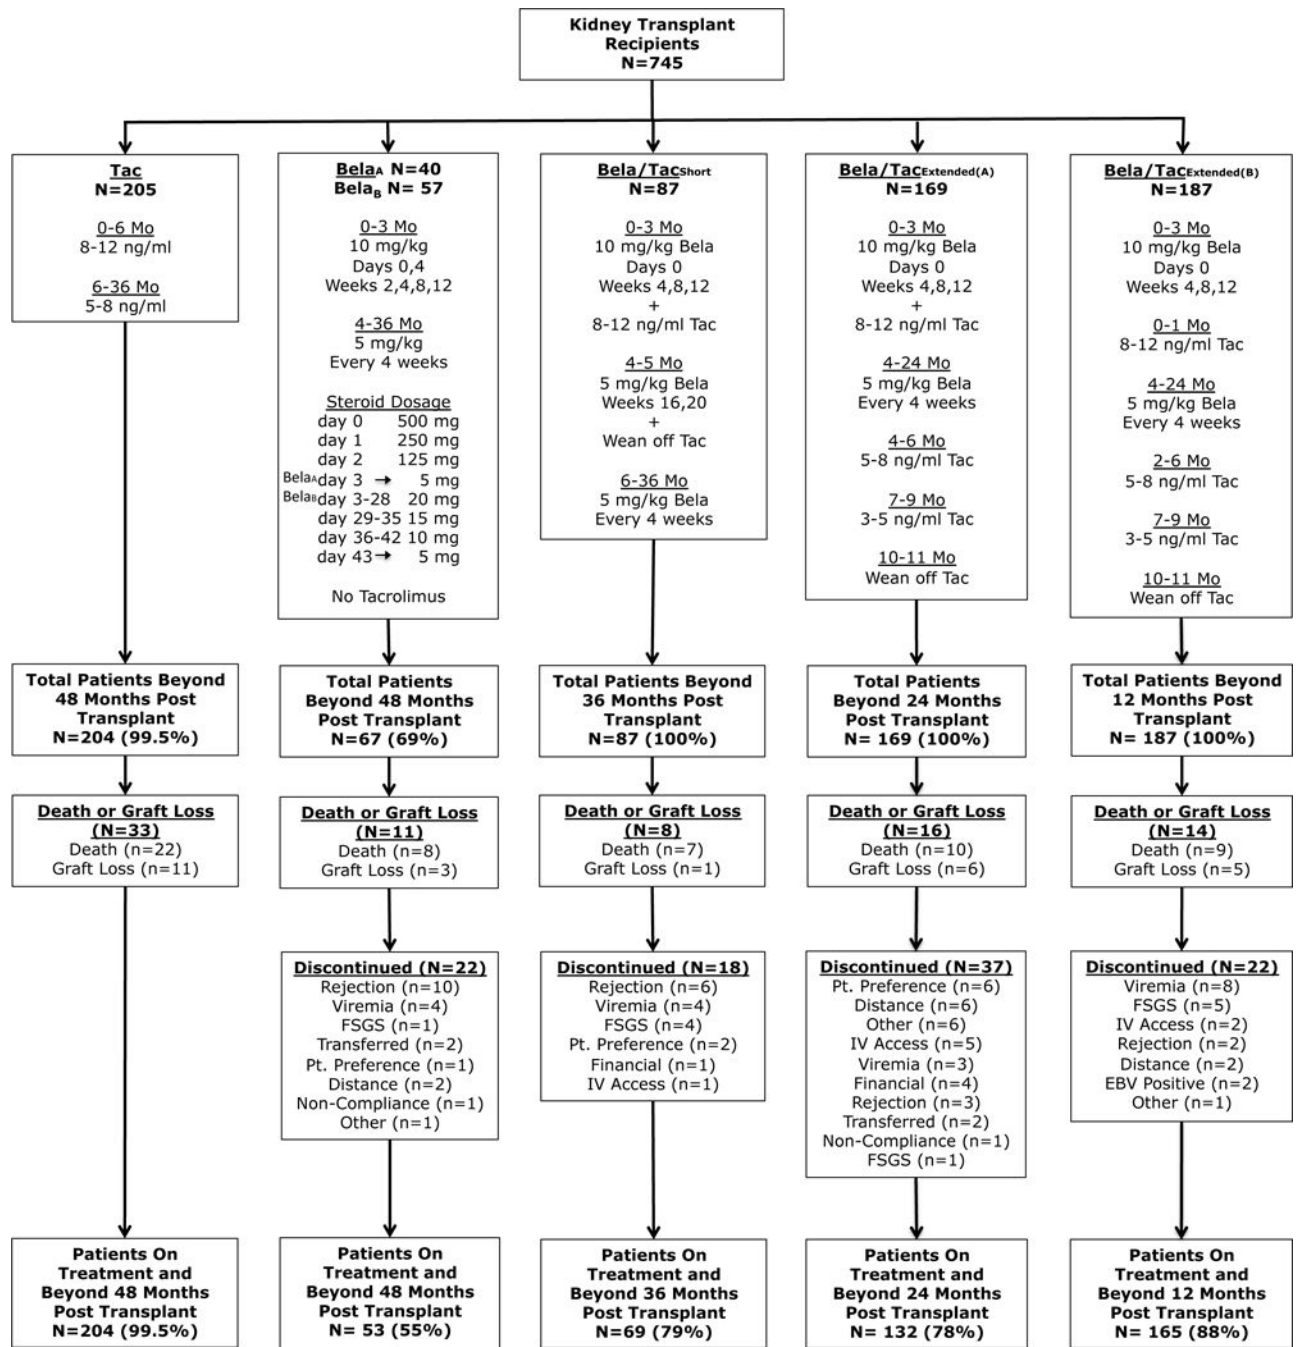 Kidney Transplant
Recipients
N=745
Tac
N=205
0-6 Mo
8-12 ng/ml
6-36 Mo
5-8 ng/ml
BelaA N=40
BelaB N= 57
0-3 Mo
10 mg/kg
Days 0,4
Weeks 2,4,8,12
4-36 Mo
5 mg/kg
Every 4 weeks
Steroid Dosage
day 0 500 mg
day 1 250 mg
day 2 125 mg
BelaA day 3 → 5 mg
BelaB day 3-28 20 mg
day 29-35 15 mg
day 36-42 10 mg
day 43 → 5 mg
No Tacrolimus
Bela/TacShort
N=87
0-3 Mo
10 mg/kg Bela
Days 0
Weeks 4,8,12
+
8-12 ng/ml Tac
4-5 Mo
5 mg/kg Bela
Weeks 16,20
+
Wean off Tac
6-36 Mo
5 mg/kg Bela
Every 4 weeks
Bela/TacExtended(A)
N=169
0-3 Mo
10 mg/kg Bela
Days 0
Weeks 4,8,12
+
8-12 ng/ml Tac
4-24 Mo
5 mg/kg Bela
Every 4 weeks
4-6 Mo
5-8 ng/ml Tac
7-9 Mo
3-5 ng/ml Tac
10-11 Mo
Wean off Tac
Bela/TacExtended(B)
N=187
0-3 Mo
10 mg/kg Bela
Days 0
Weeks 4,8,12
0-1 Mo
8-12 ng/ml Tac
4-24 Mo
5 mg/kg Bela
Every 4 weeks
2-6 Mo
5-8 ng/ml Tac
7-9 Mo
3-5 ng/ml Tac
10-11 Mo
Wean off Tac
Total Patients Beyond
48 Months Post
Transplant
N=204 (99.5%)
Total Patients
Beyond 48 Months
Post Transplant
N=67 (69%)
Total Patients Beyond
36 Months Post
Transplant
N=87 (100%)
Total Patients
Beyond 24 Months
Post Transplant
N= 169 (100%)
Total Patients Beyond
12 Months Post
Transplant
N= 187 (100%)
Death or Graft Loss
(N=33)
Death (n=22)
Graft Loss (n=11)
Death or Graft Loss
(N=11)
Death (n=8)
Graft Loss (n=3)
Death or Graft Loss
(N=8)
Death (n=7)
Graft Loss (n=1)
Death or Graft Loss
(N=16)
Death (n=10)
Graft Loss (n=6)
Death or Graft Loss
(N=14)
Death (n=9)
Graft Loss (n=5)
Discontinued (N=22)
Rejection (n=10)
Viremia (n=4)
FSGS (n=1)
Transferred (n=2)
Pt. Preference (n=1)
Distance (n=2)
Non-Compliance (n=1)
Other (n=1)
Discontinued (N=18)
Rejection (n=6)
Viremia (n=4)
FSGS (n=4)
Pt. Preference (n=2)
Financial (n=1)
IV Access (n=1)
Discontinued (N=37)
Pt. Preference (n=6)
Distance (n=6)
Other (n=6)
IV Access (n=5)
Viremia (n=3)
Financial (n=4)
Rejection (n=3)
Transferred (n=2)
Non-Compliance (n=1)
FSGS (n=1)
Discontinued (N=22)
Viremia (n=8)
FSGS (n=5)
IV Access (n=2)
Rejection (n=2)
Distance (n=2)
EBV Positive (n=2)
Other (n=1)
Patients On
Treatment and
Beyond 48 Months
Post Transplant
N=204 (99.5%)
Patients On
Treatment and
Beyond 48 Months
Post Transplant
N= 53 (55%)
Patients On
Treatment and
Beyond 36 Months
Post Transplant
N=69 (79%)
Patients On
Treatment and
Beyond 24 Months
Post Transplant
N= 132 (78%)
Patients On
Treatment and
Beyond 12 Months
Post Transplant
N= 165 (88%)